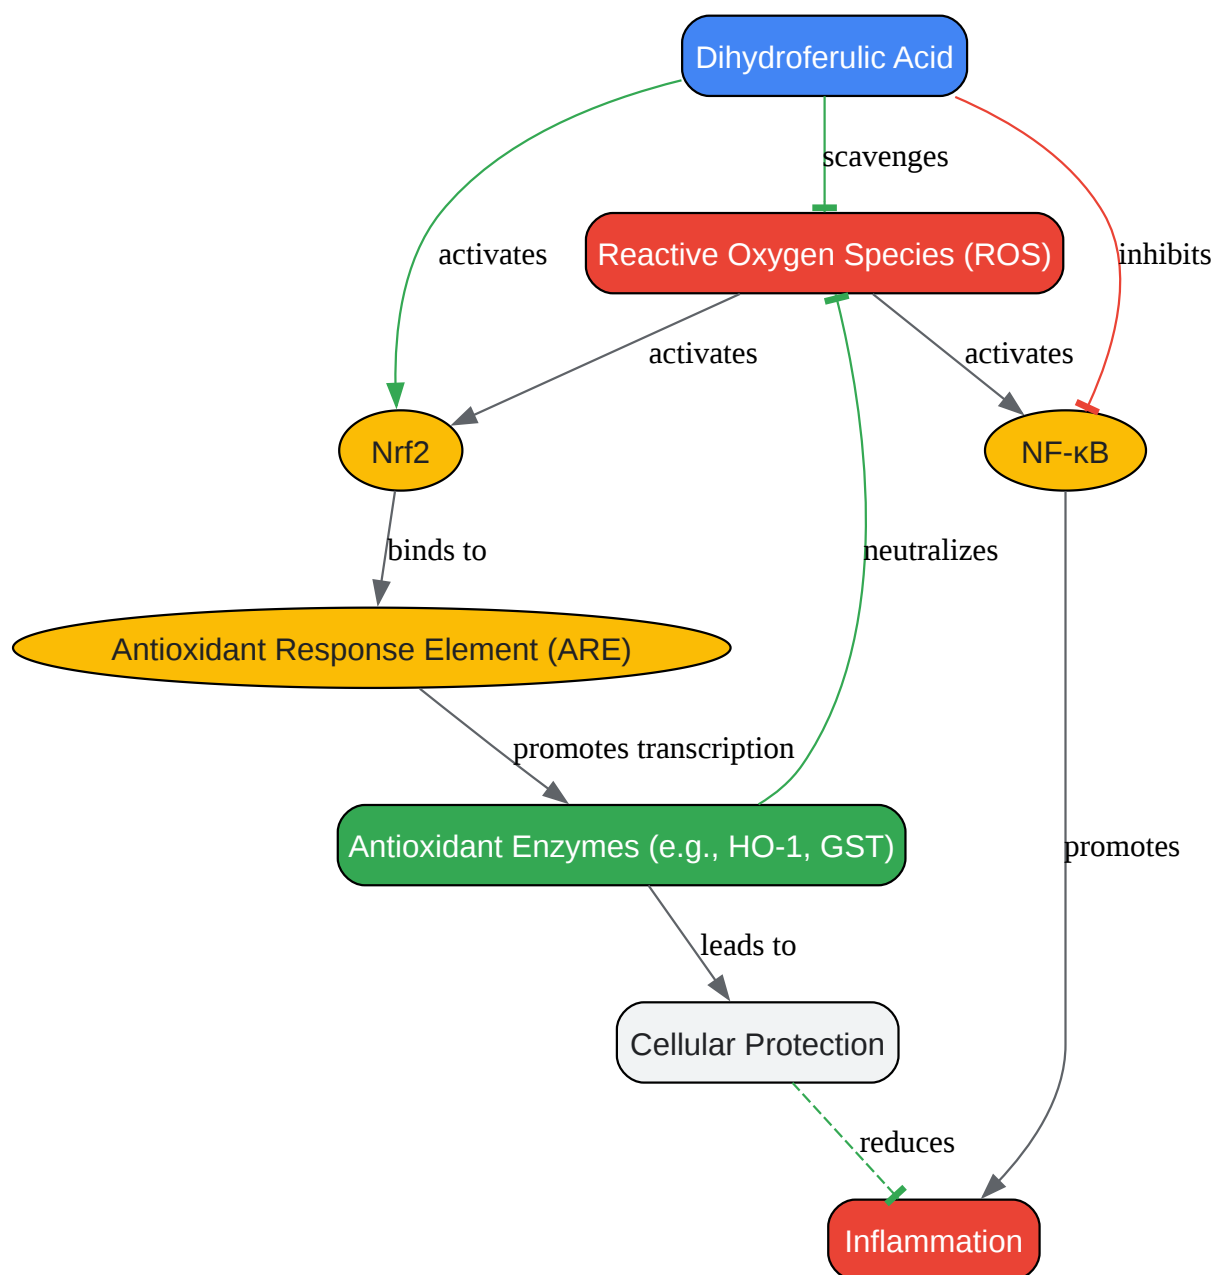 Dihydroferulic Acid
scavenges
Reactive Oxygen Species (ROS)
activates
inhibits
activates
activates
Nrf2
NF-κB
binds to
neutralizes
Antioxidant Response Element (ARE)
promotes transcription
Antioxidant Enzymes (e.g., HO-1, GST)
promotes
leads to
Cellular Protection
reduces
Inflammation